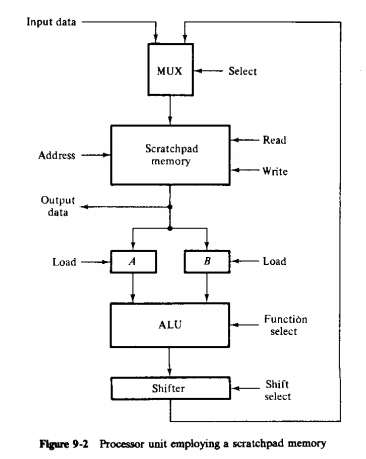 Input data
MUX
Select
Scratchpad
memory
Read
Address
Write
Output
data
Load
A
B
Load
ALU
Function
select
Shifter
Shift
select
Figure 9-2 Processor unit employing a scratchpad memory